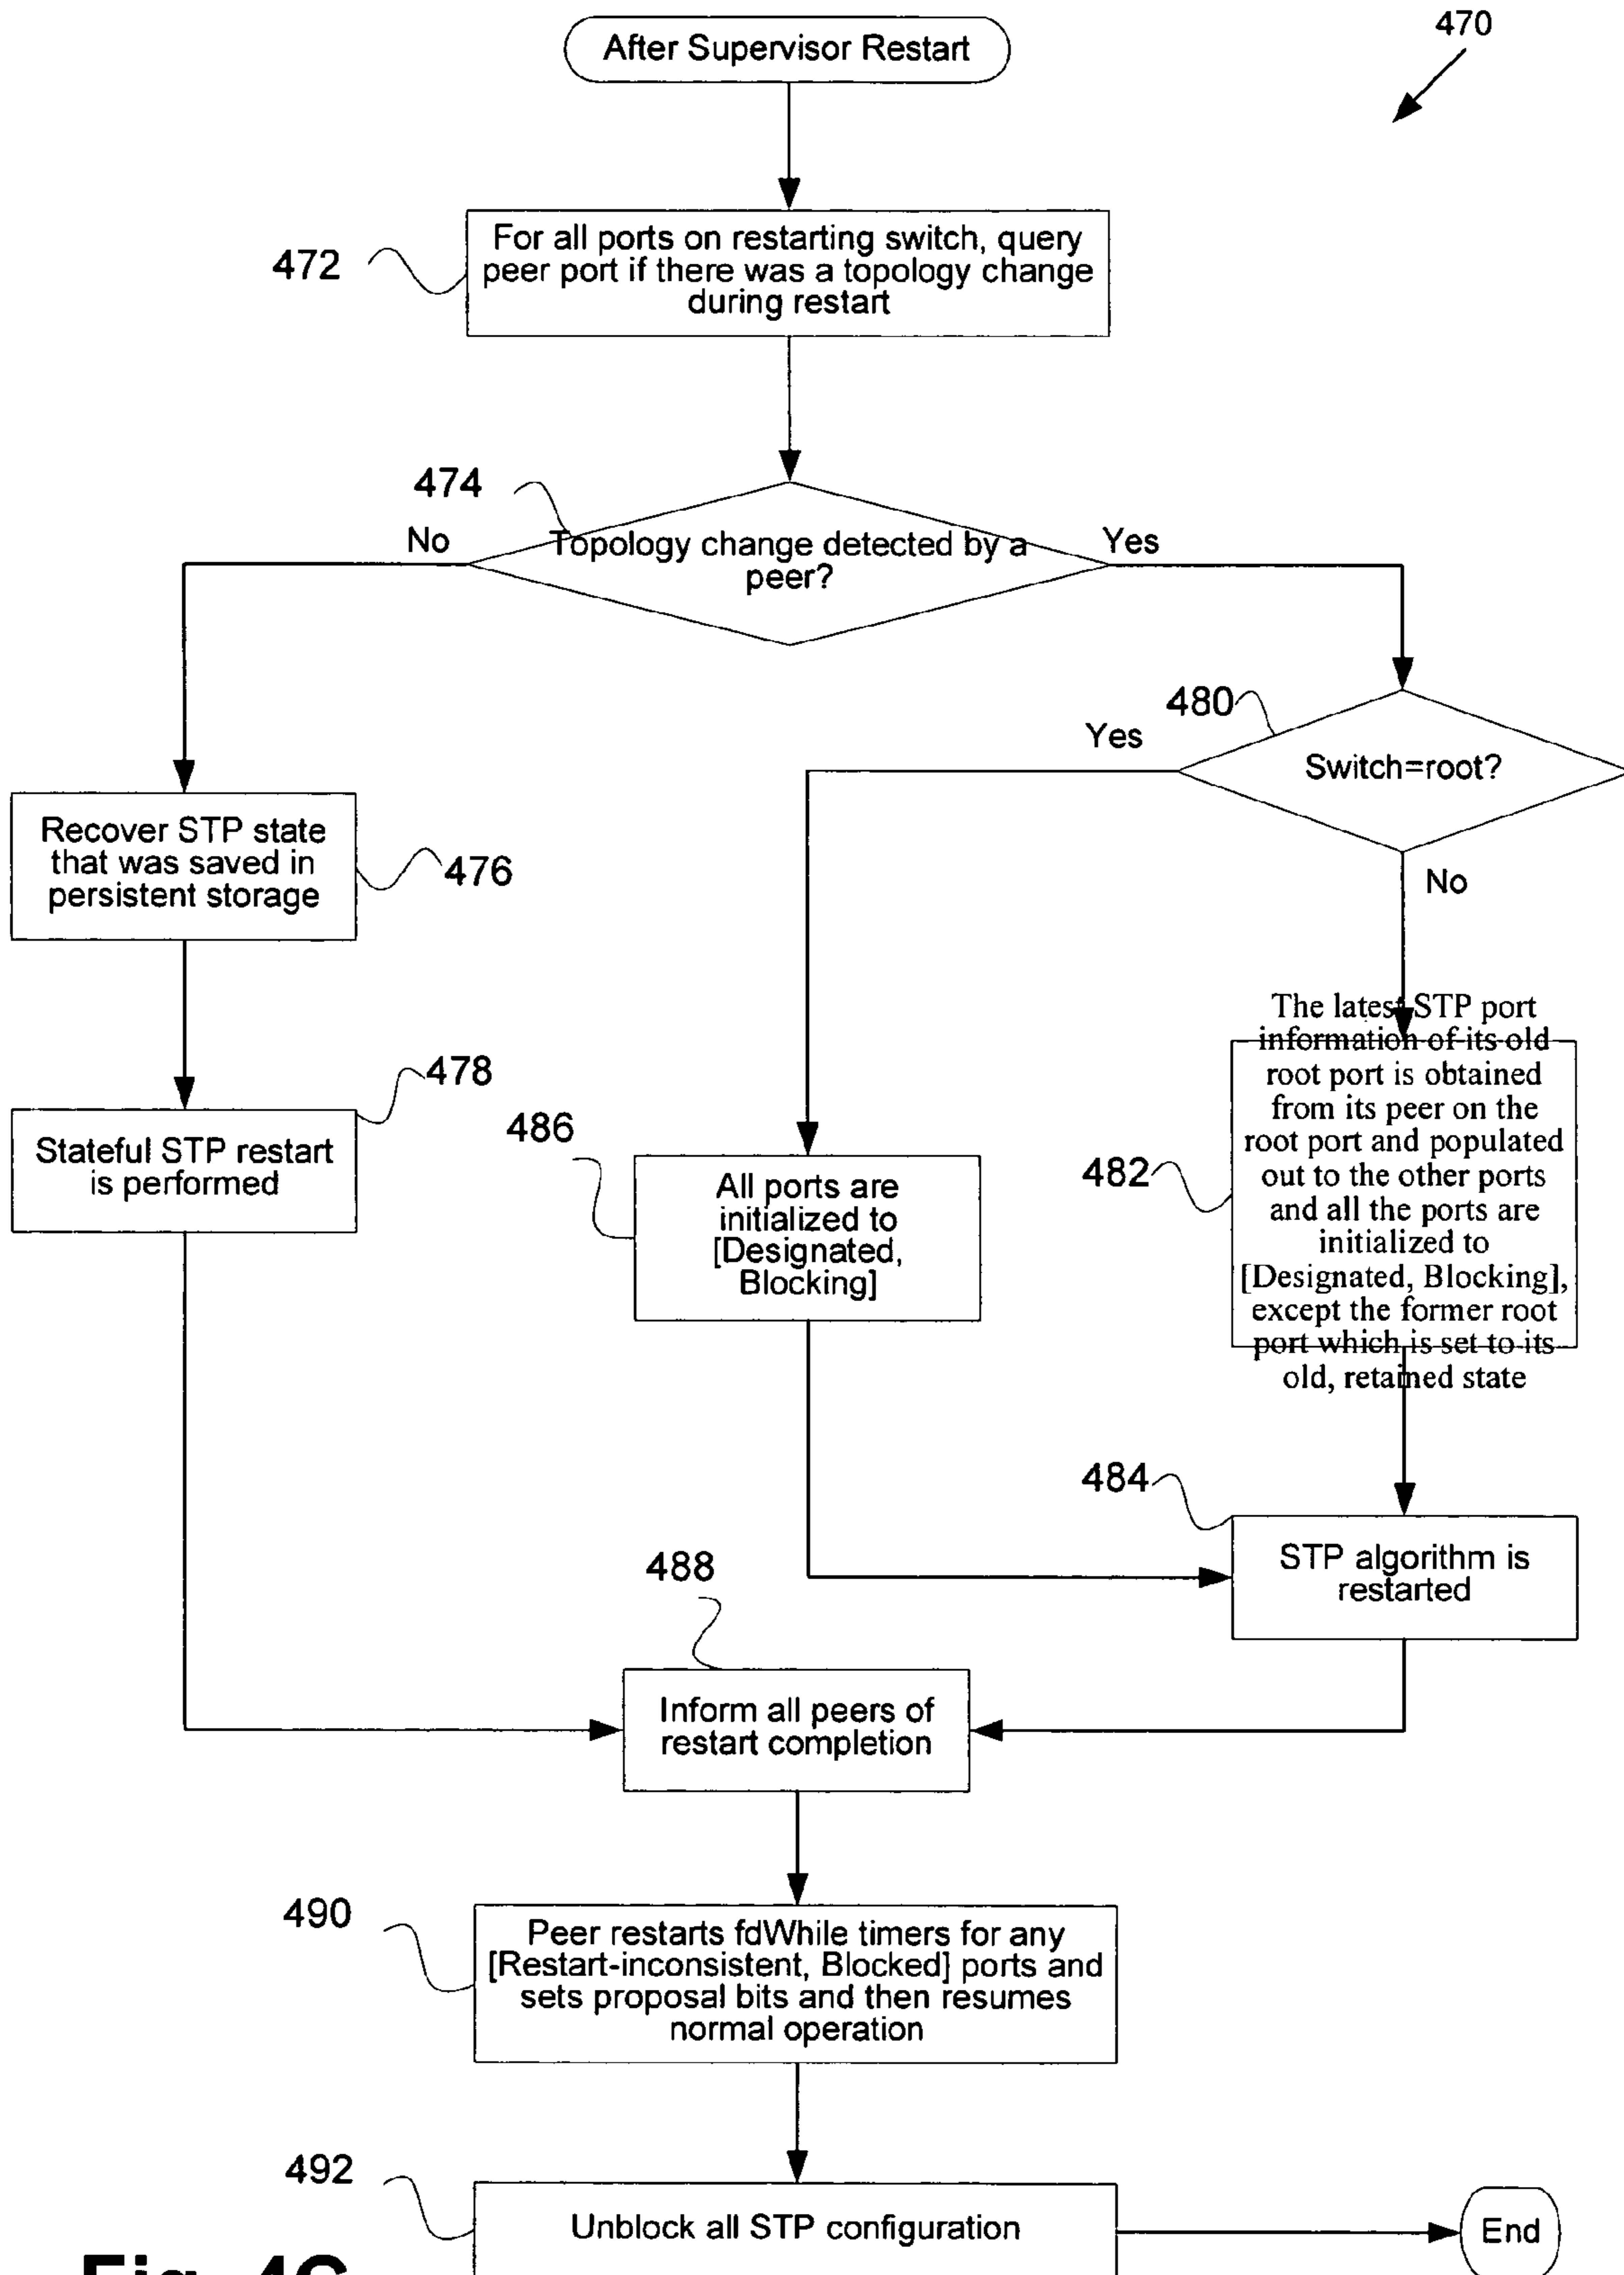 After Supervisor Restart
470
472
For all ports on restarting switch, query
peer port if there was a topology change
during restart
474
No
Topology change detected by a
peer?
Yes
480
Yes
Switch=root?
No
Recover STP state
that was saved in
persistent storage
476
478
Stateful STP restart
is performed
486
All ports are
initialized to
[Designated,
Blocking]
482
The latest STP port
information of its old
root port is obtained
from its peer on the
root port and populated
out to the other ports
and all the ports are
initialized to
[Designated, Blocking],
except the former root
port which is set to its
old, retained state
484
STP algorithm is
restarted
488
Inform all peers of
restart completion
490
Peer restarts fdWhile timers for any
[Restart-inconsistent, Blocked] ports and
sets proposal bits and then resumes
normal operation
492
Unblock all STP configuration
End
Fig. 4C